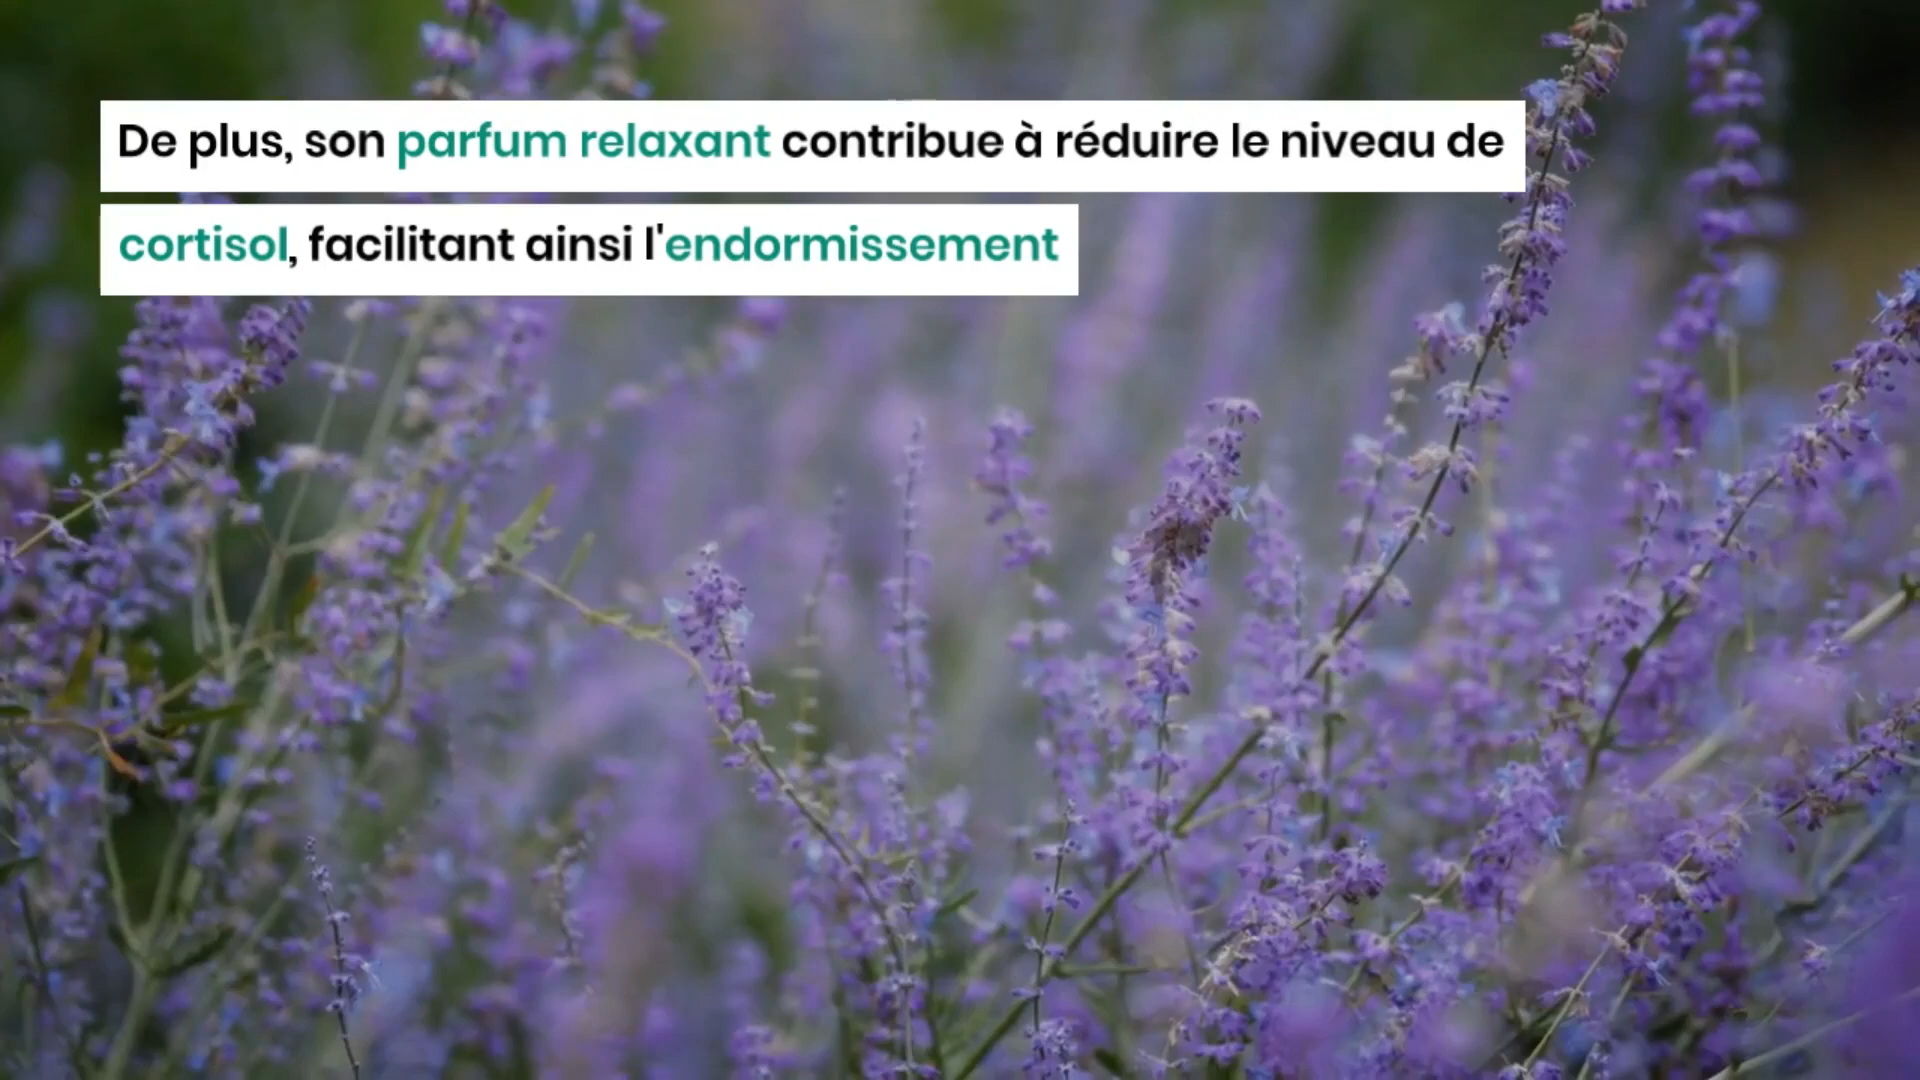 De plus, son parfum relaxant contribue à réduire le niveau de
cortisol, facilitant ainsi l'endormissement